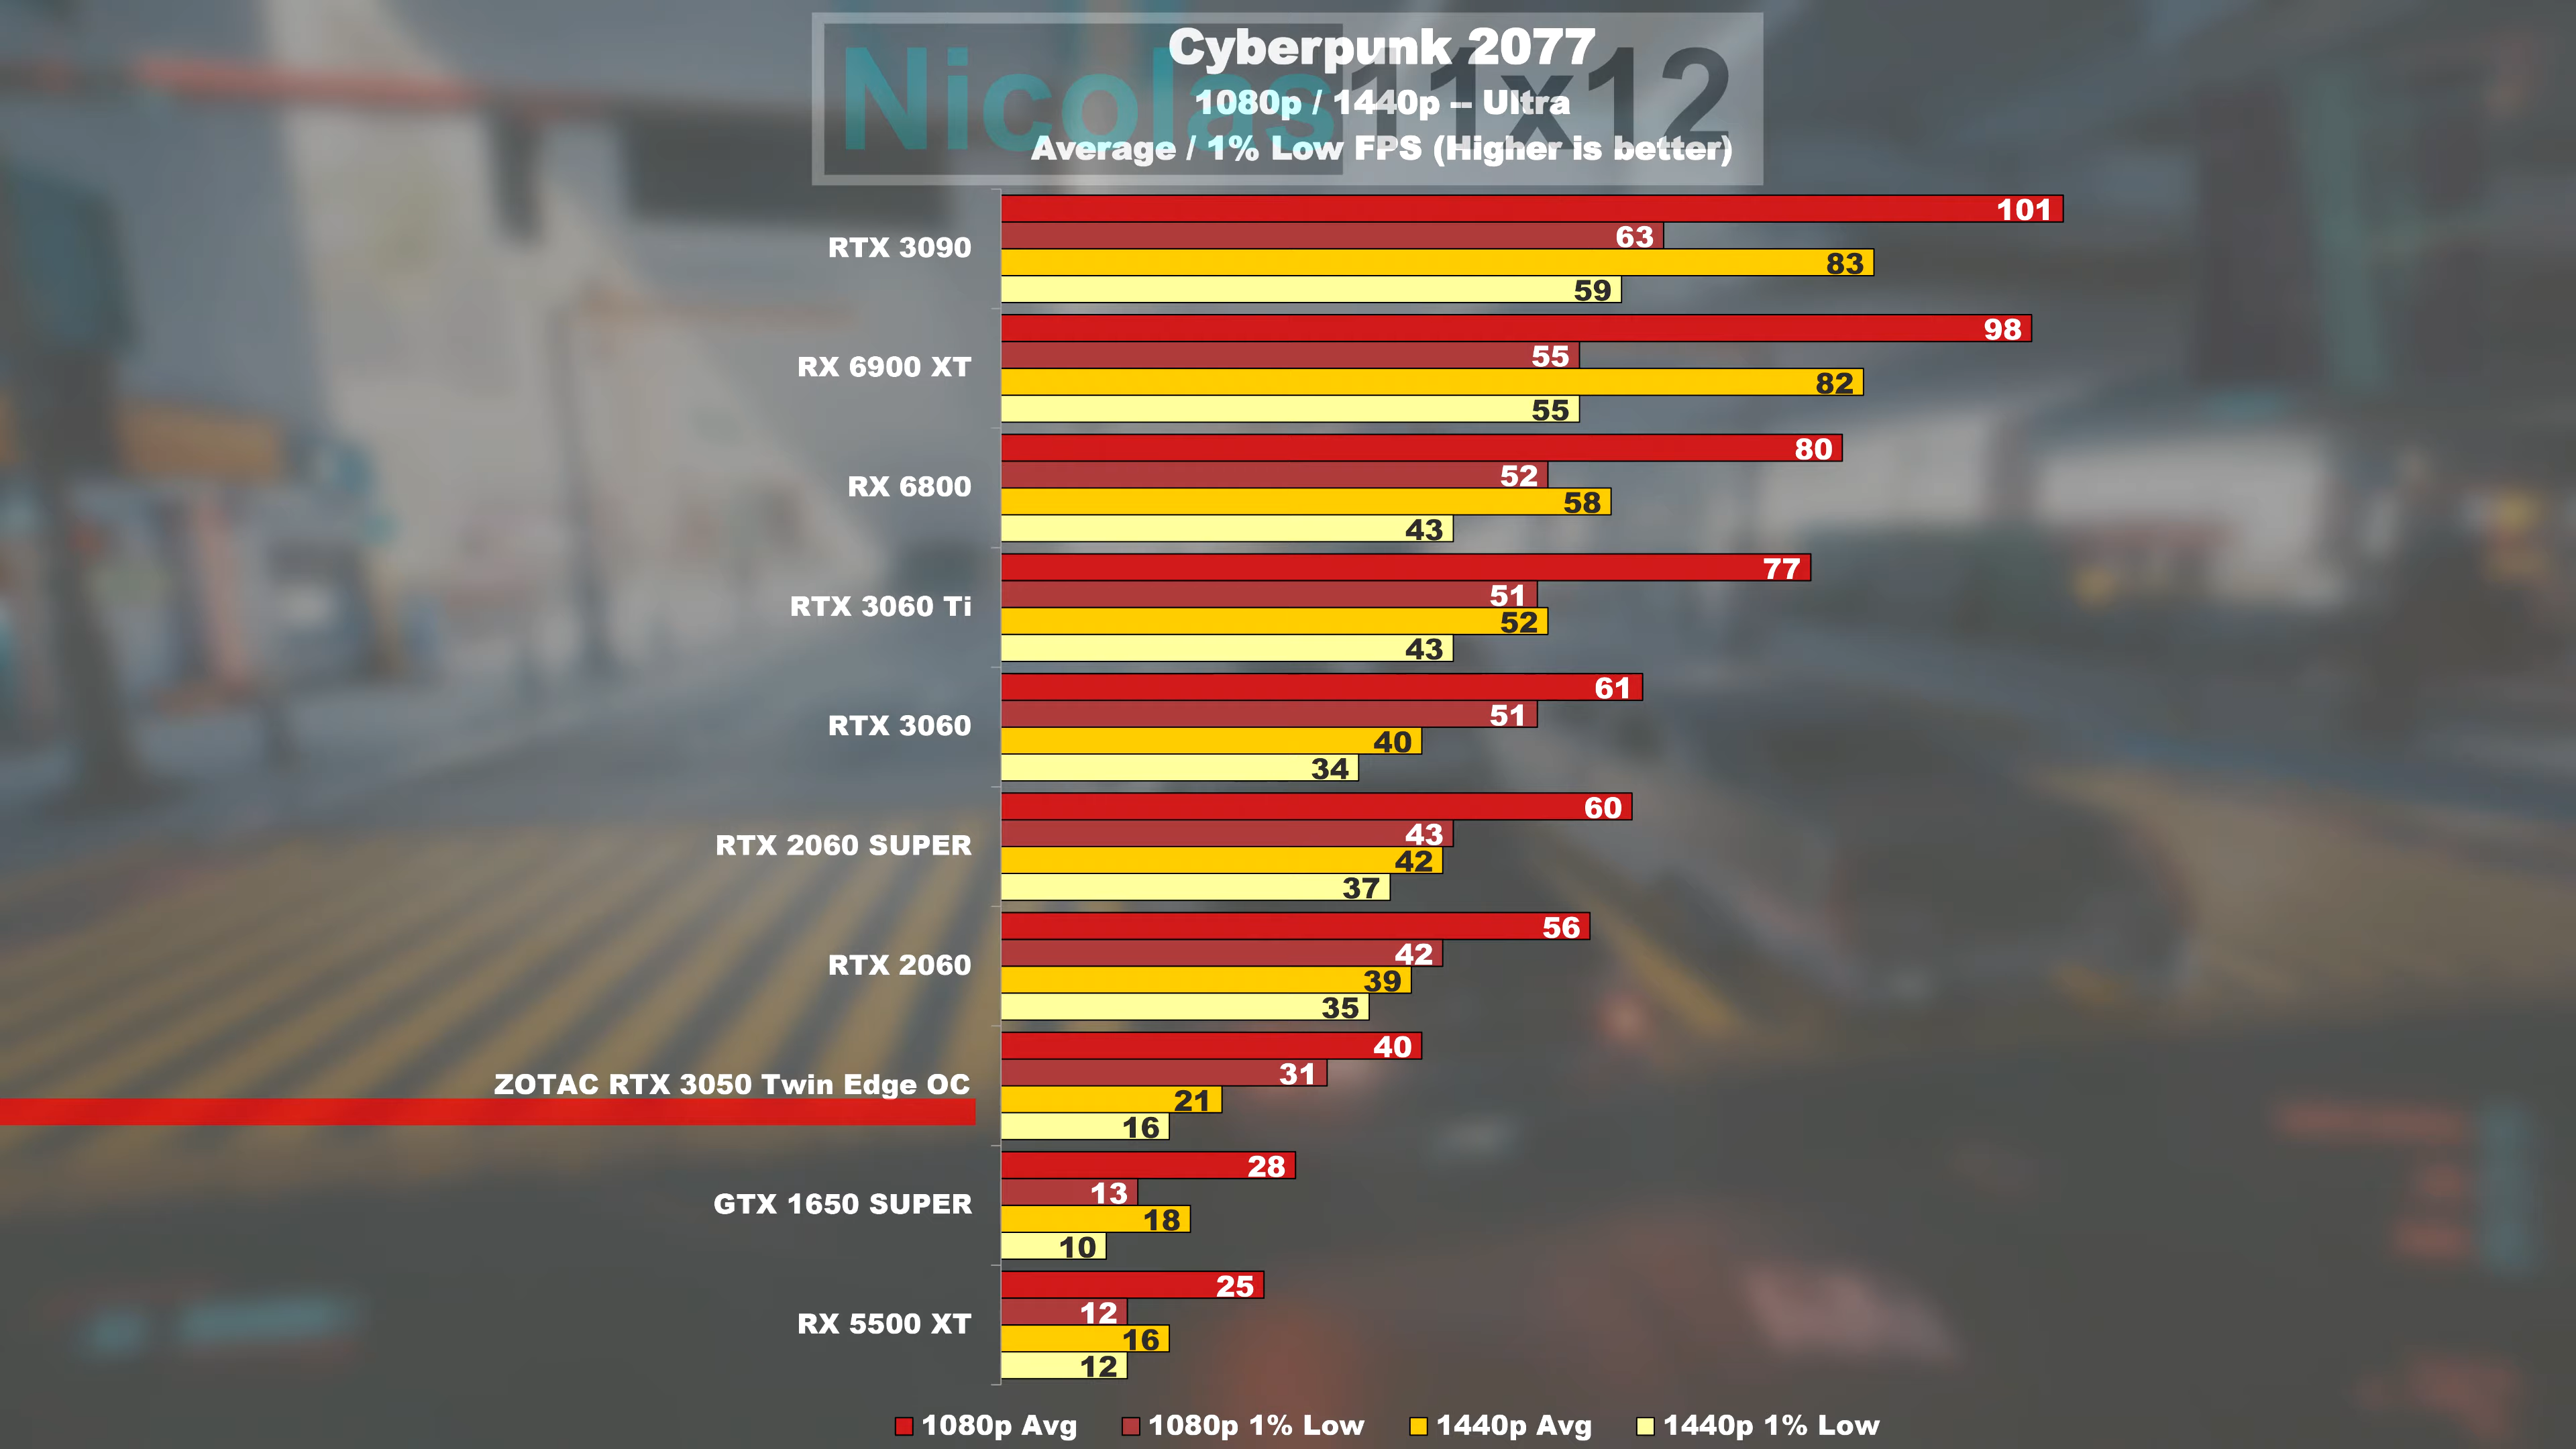 Nicolas11x12
Cyberpunk 2077
1080p / 1440p -- Ultra
Average / 1% Low FPS (Higher is better)
RTX 3090
101
63
83
59
RX 6900 XT
98
55
82
55
RX 6800
80
52
58
43
RTX 3060 Ti
77
51
52
43
RTX 3060
61
51
40
34
RTX 2060 SUPER
60
43
42
37
RTX 2060
56
42
39
35
ZOTAC RTX 3050 Twin Edge OC
40
31
21
16
GTX 1650 SUPER
28
13
18
10
RX 5500 XT
25
12
16
12
1080p Avg 1080p 1% Low 1440p Avg 1440p 1% Low